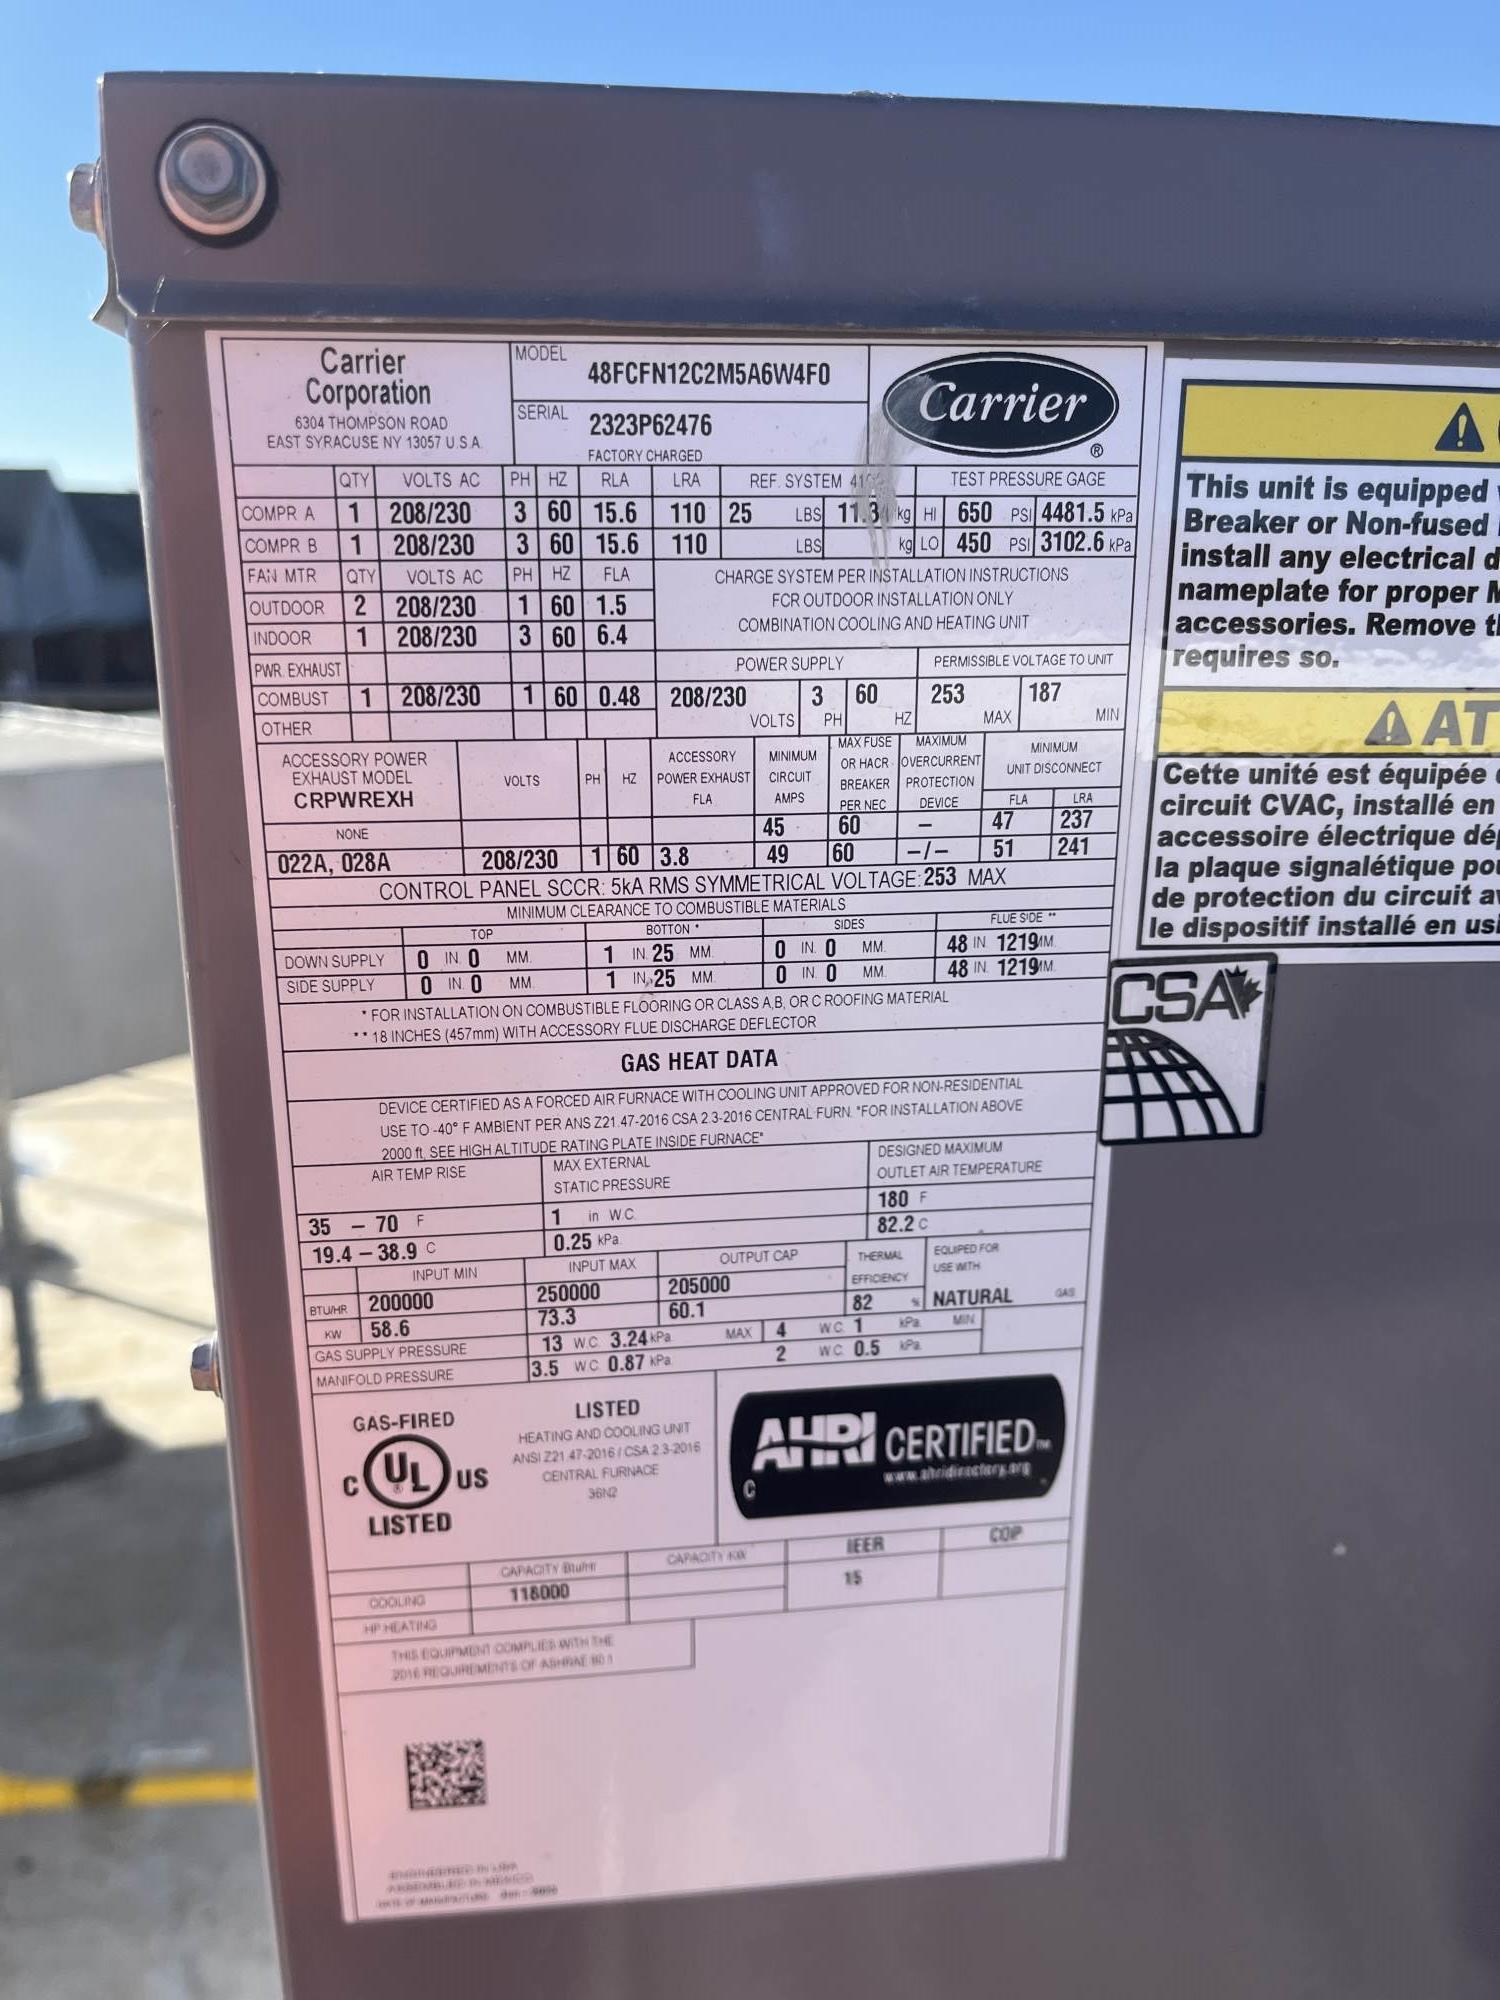 Carrier
Corporation
6304 THOMPSON ROAD
EAST SYRACUSE NY 13057 U.S.A.
MODEL 48FCFN12C2M5A6W4F0
SERIAL 2323P62476
FACTORY CHARGED
Carrier
®
QTY VOLTS AC PH HZ RLA LRA REF. SYSTEM TEST PRESSURE GAGE
COMPR A 1 208/230 3 60 15.6 110 25 LBS 11.34 kg HI 650 PSI 4481.5 kPa
COMPR B 1 208/230 3 60 15.6 110 LBS kg LO 450 PSI 3102.6 kPa
FAN MTR QTY VOLTS AC PH HZ FLA
OUTDOOR 2 208/230 1 60 1.5
INDOOR 1 208/230 3 60 6.4
CHARGE SYSTEM PER INSTALLATION INSTRUCTIONS
FCR OUTDOOR INSTALLATION ONLY
COMBINATION COOLING AND HEATING UNIT
PWR. EXHAUST POWER SUPPLY PERMISSIBLE VOLTAGE TO UNIT
COMBUST 1 208/230 1 60 0.48 208/230 VOLTS 3 PH 60 HZ 253 MAX 187 MIN
OTHER
ACCESSORY POWER
EXHAUST MODEL
CRPWREXH
VOLTS PH HZ
ACCESSORY
POWER EXHAUST
FLA
MINIMUM
CIRCUIT
AMPS
MAX FUSE
OR HACR
BREAKER
PER NEC
MAXIMUM
OVERCURRENT
PROTECTION
DEVICE
MINIMUM
UNIT DISCONNECT
FLA LRA
NONE 45 60 – 47 237
022A, 028A 208/230 1 60 3.8 49 60 –/– 51 241
CONTROL PANEL SCCR: 5kA RMS SYMMETRICAL VOLTAGE: 253 MAX
MINIMUM CLEARANCE TO COMBUSTIBLE MATERIALS
TOP BOTTON * SIDES FLUE SIDE **
DOWN SUPPLY 0 IN. 0 MM. 1 IN. 25 MM. 0 IN. 0 MM. 48 IN. 1219 MM.
SIDE SUPPLY 0 IN. 0 MM. 1 IN. 25 MM. 0 IN. 0 MM. 48 IN. 1219 MM.
* FOR INSTALLATION ON COMBUSTIBLE FLOORING OR CLASS A,B, OR C ROOFING MATERIAL
** 18 INCHES (457mm) WITH ACCESSORY FLUE DISCHARGE DEFLECTOR
GAS HEAT DATA
DEVICE CERTIFIED AS A FORCED AIR FURNACE WITH COOLING UNIT APPROVED FOR NON-RESIDENTIAL
USE TO -40° F AMBIENT PER ANS Z21.47-2016 CSA 2.3-2016 CENTRAL FURN. "FOR INSTALLATION ABOVE
2000 ft, SEE HIGH ALTITUDE RATING PLATE INSIDE FURNACE"
AIR TEMP RISE
35 – 70 F
19.4 – 38.9 C
MAX EXTERNAL
STATIC PRESSURE
1 in W.C.
0.25 kPa.
DESIGNED MAXIMUM
OUTLET AIR TEMPERATURE
180 F
82.2 C
INPUT MIN INPUT MAX OUTPUT CAP THERMAL EFFICIENCY EQUIPED FOR USE WITH
BTU/HR 200000 250000 205000 82 % NATURAL GAS
KW 58.6 73.3 60.1
GAS SUPPLY PRESSURE 13 W.C. 3.24 kPa. MAX 4 W.C. 1 kPa. MIN
MANIFOLD PRESSURE 3.5 W.C. 0.87 kPa. 2 W.C. 0.5 kPa.
GAS-FIRED
C UL ® US
LISTED
LISTED
HEATING AND COOLING UNIT
ANSI Z21.47-2016 / CSA 2.3-2016
CENTRAL FURNACE
36N2
C AHRI CERTIFIED™
www.ahridirectory.org
CAPACITY Btu/Hr CAPACITY KW IEER COP
COOLING 118000 15
HP HEATING
THIS EQUIPMENT COMPLIES WITH THE
2016 REQUIREMENTS OF ASHRAE 90.1
ENGINEERED IN USA
ASSEMBLED IN MEXICO
DATE OF MANUFACTURE
This unit is equipped
Breaker or Non-fused
install any electrical
nameplate for proper
accessories. Remove
requires so.
AT
Cette unité est équipée
circuit CVAC, installé en
accessoire électrique
la plaque signalétique
de protection du circuit
le dispositif installé en
CSA